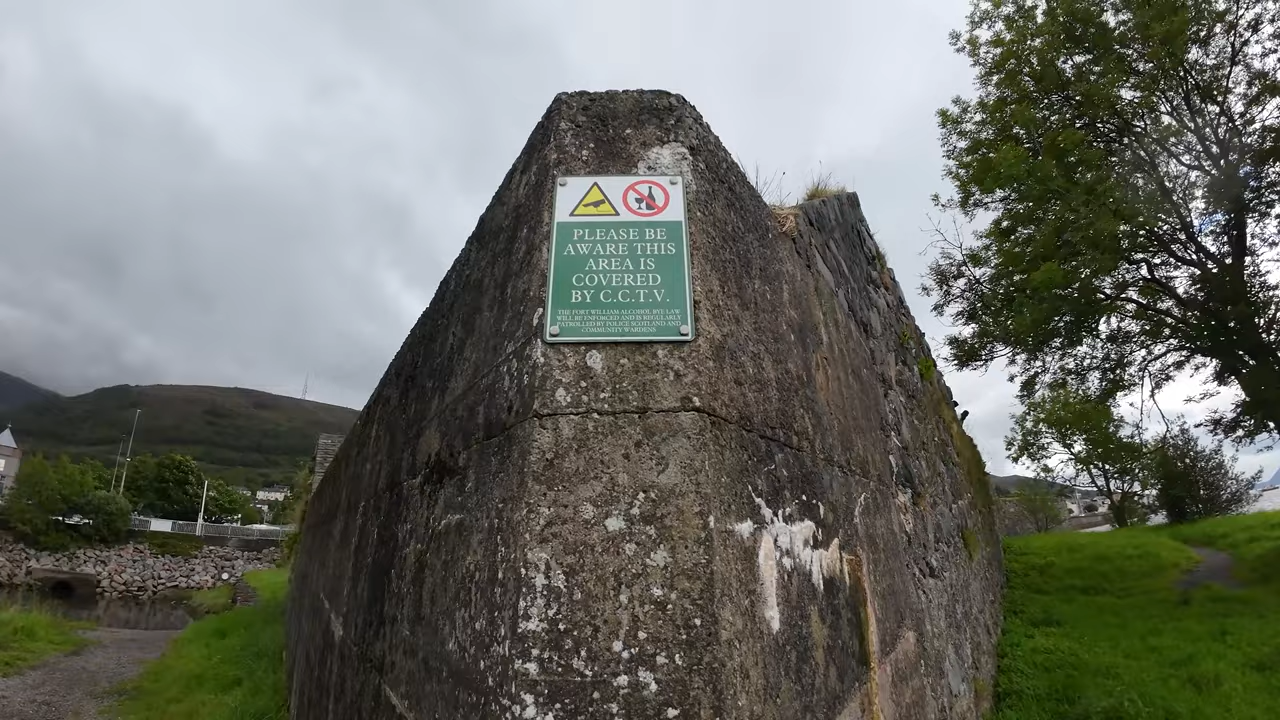 PLEASE BE
AWARE THIS
AREA IS
COVERED
BY C.C.T.V.
THE FORT WILLIAM ALCOHOL BYE LAW
WILL BE ENFORCED AND IS REGULARLY
PATROLLED BY POLICE SCOTLAND AND
COMMUNITY WARDENS